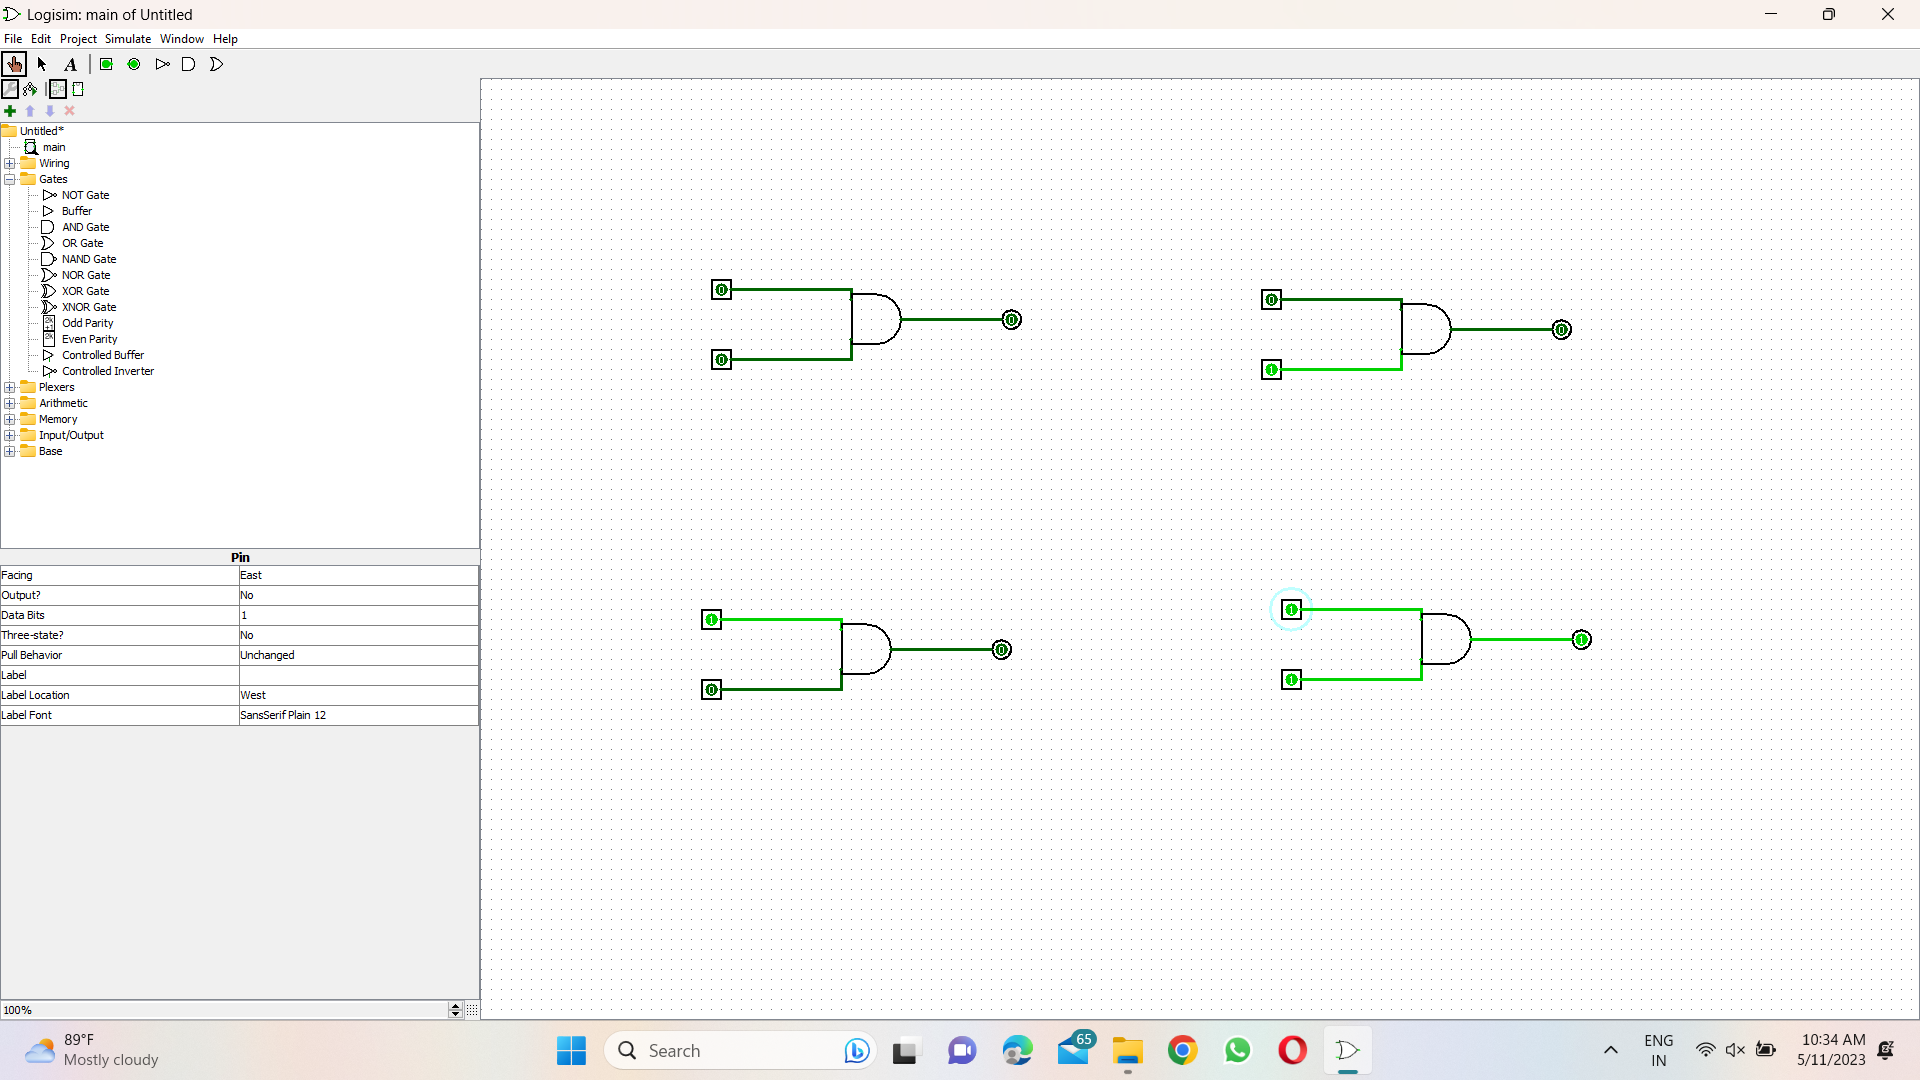 Logisim: main of Untitled
File Edit Project Simulate Window Help
A
Untitled*
main
Wiring
Gates
NOT Gate
Buffer
AND Gate
OR Gate
NAND Gate
NOR Gate
XOR Gate
XNOR Gate
Odd Parity
Even Parity
Controlled Buffer
Controlled Inverter
Plexers
Arithmetic
Memory
Input/Output
Base
Pin
Facing East
Output? No
Data Bits 1
Three-state? No
Pull Behavior Unchanged
Label
Label Location West
Label Font SansSerif Plain 12
100%
0
0
0
0
1
0
1
0
0
1
1
1
89°F
Mostly cloudy
Search
65
ENG
IN
10:34 AM
5/11/2023